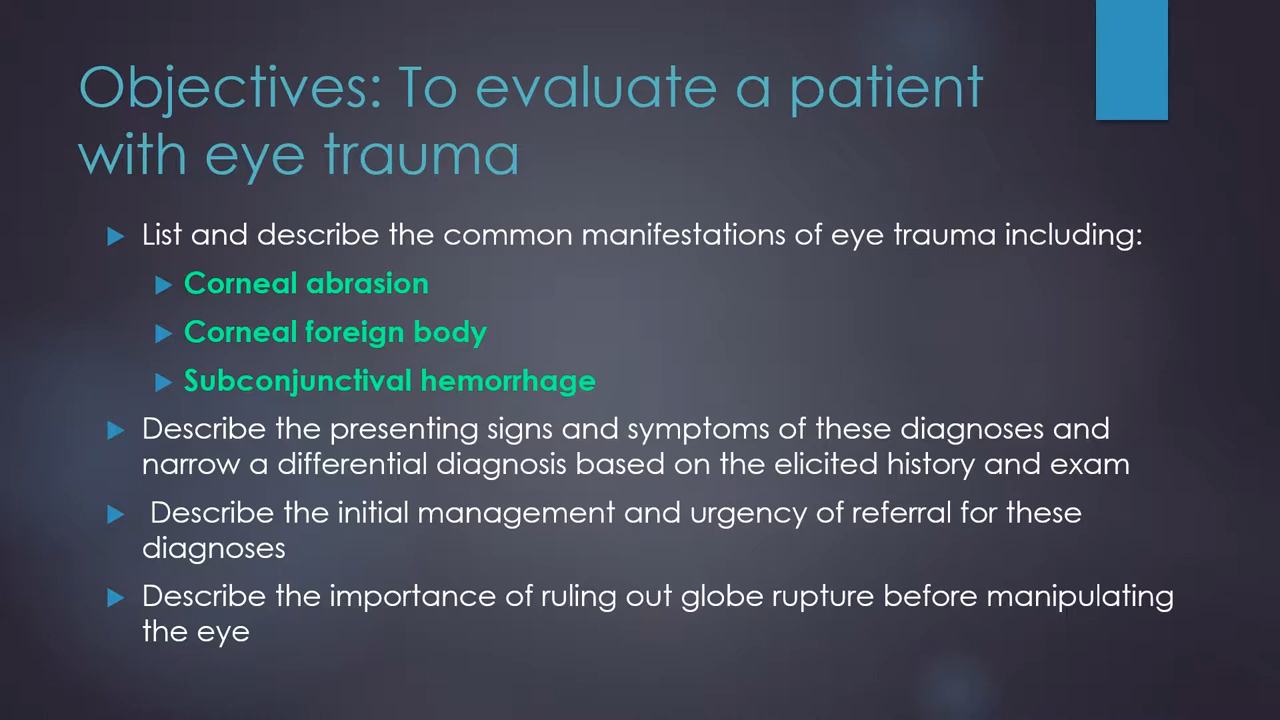 Objectives: To evaluate a patient
with eye trauma
List and describe the common manifestations of eye trauma including:
Corneal abrasion
Corneal foreign body
Subconjunctival hemorrhage
Describe the presenting signs and symptoms of these diagnoses and
narrow a differential diagnosis based on the elicited history and exam
Describe the initial management and urgency of referral for these
diagnoses
Describe the importance of ruling out globe rupture before manipulating
the eye